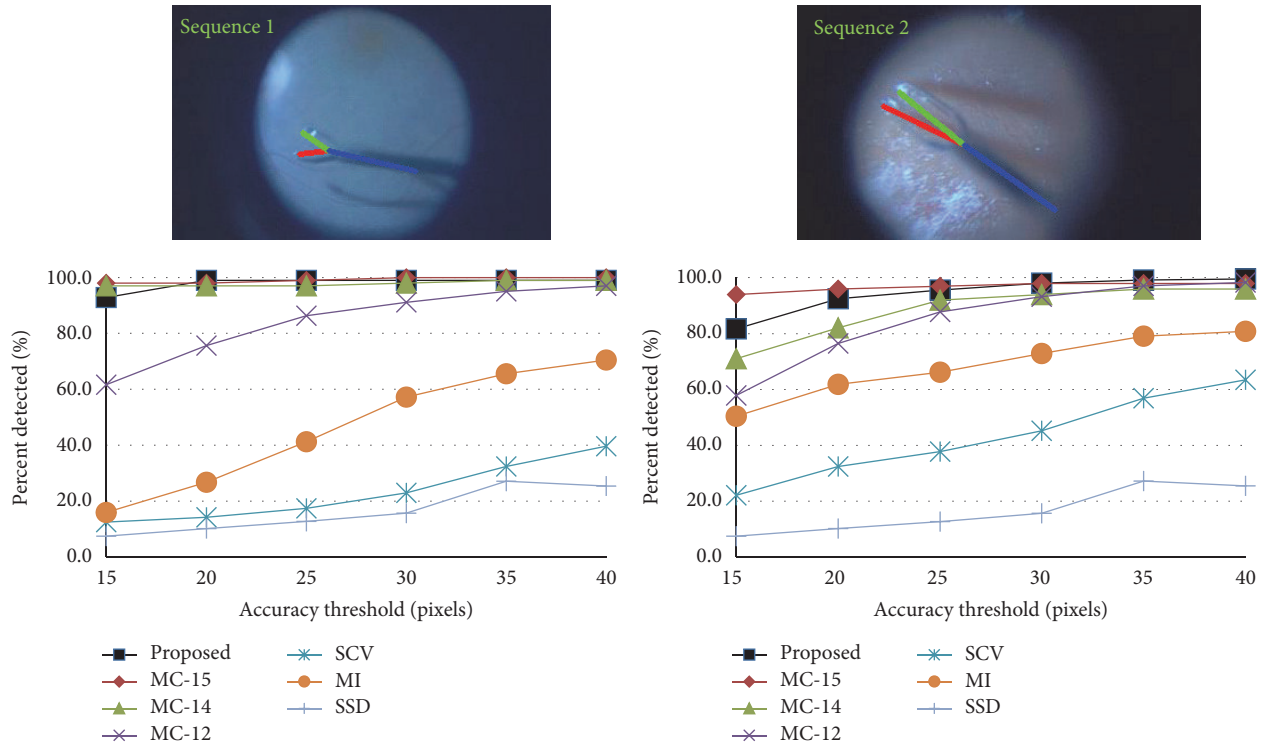 Sequence 1
Percent detected (%)
100.0
80.0
60.0
40.0
20.0
0.0
15 20 25 30 35 40
Accuracy threshold (pixels)
Proposed
MC-15
MC-14
MC-12
SCV
MI
SSD
Sequence 2
Percent detected (%)
100.0
80.0
60.0
40.0
20.0
0.0
15 20 25 30 35 40
Accuracy threshold (pixels)
Proposed
MC-15
MC-14
MC-12
SCV
MI
SSD